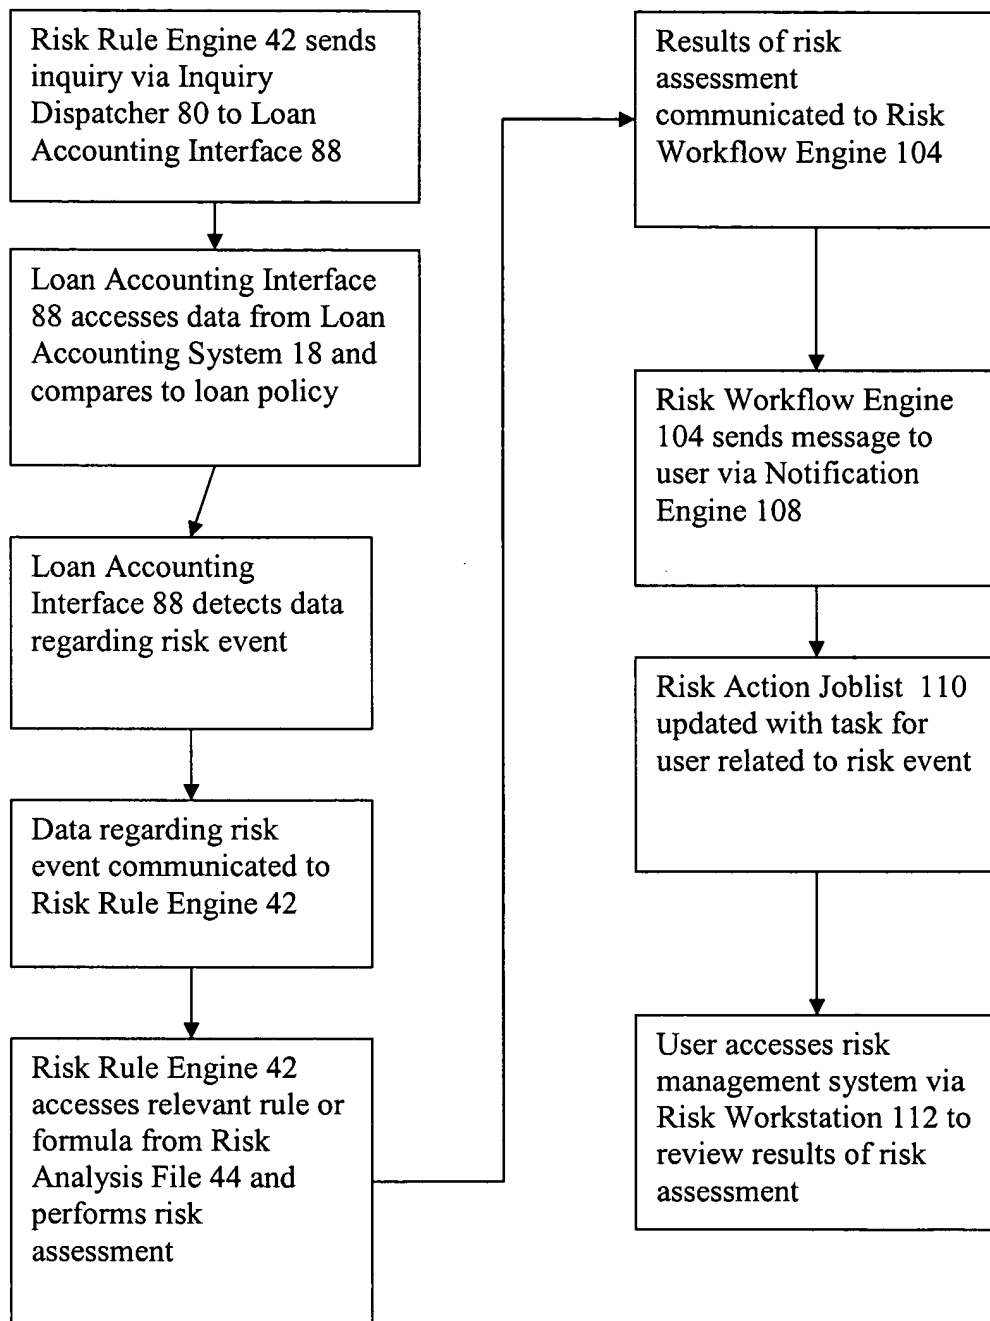 Risk Rule Engine 42 sends
inquiry via Inquiry
Dispatcher 80 to Loan
Accounting Interface 88
Loan Accounting Interface
88 accesses data from Loan
Accounting System 18 and
compares to loan policy
Loan Accounting
Interface 88 detects data
regarding risk event
Data regarding risk
event communicated to
Risk Rule Engine 42
Risk Rule Engine 42
accesses relevant rule or
formula from Risk
Analysis File 44 and
performs risk
assessment
Results of risk
assessment
communicated to Risk
Workflow Engine 104
Risk Workflow Engine
104 sends message to
user via Notification
Engine 108
Risk Action Joblist 110
updated with task for
user related to risk event
User accesses risk
management system via
Risk Workstation 112 to
review results of risk
assessment